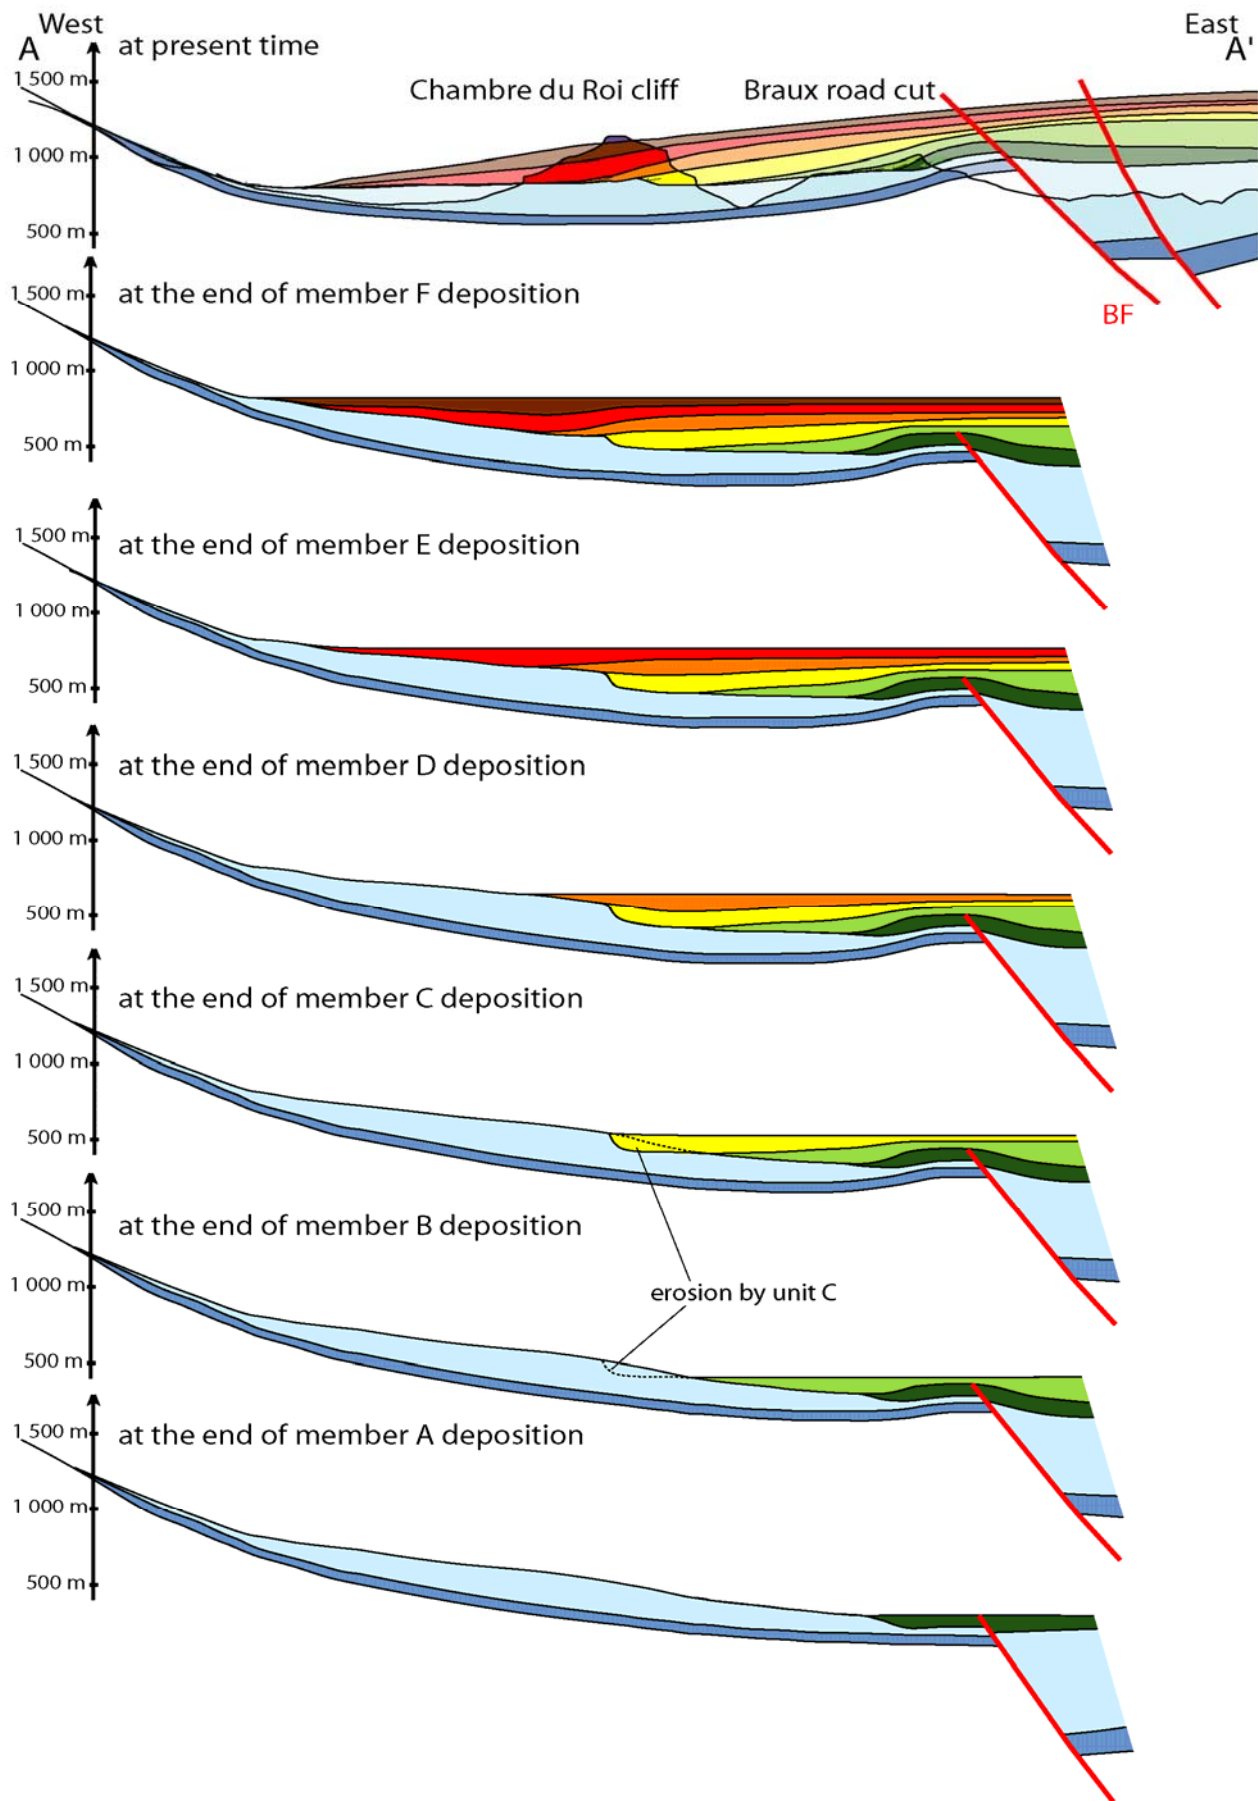 West
East
A
at present time
A'
1 500 m
Chambre du Roi cliff
Braux road cut
1 000 m
500 m
BF
at the end of member F deposition
1 500 m
1 000 m
500 m
1 500 m
at the end of member E deposition
1 000 m
500 m
1 500 m
at the end of member D deposition
1 000 m
500 m
1 500 m
at the end of member C deposition
1 000 m
500 m
1 500 m
at the end of member B deposition
1 000 m
erosion by unit C
500 m
1 500 m
at the end of member A deposition
1 000 m
500 m